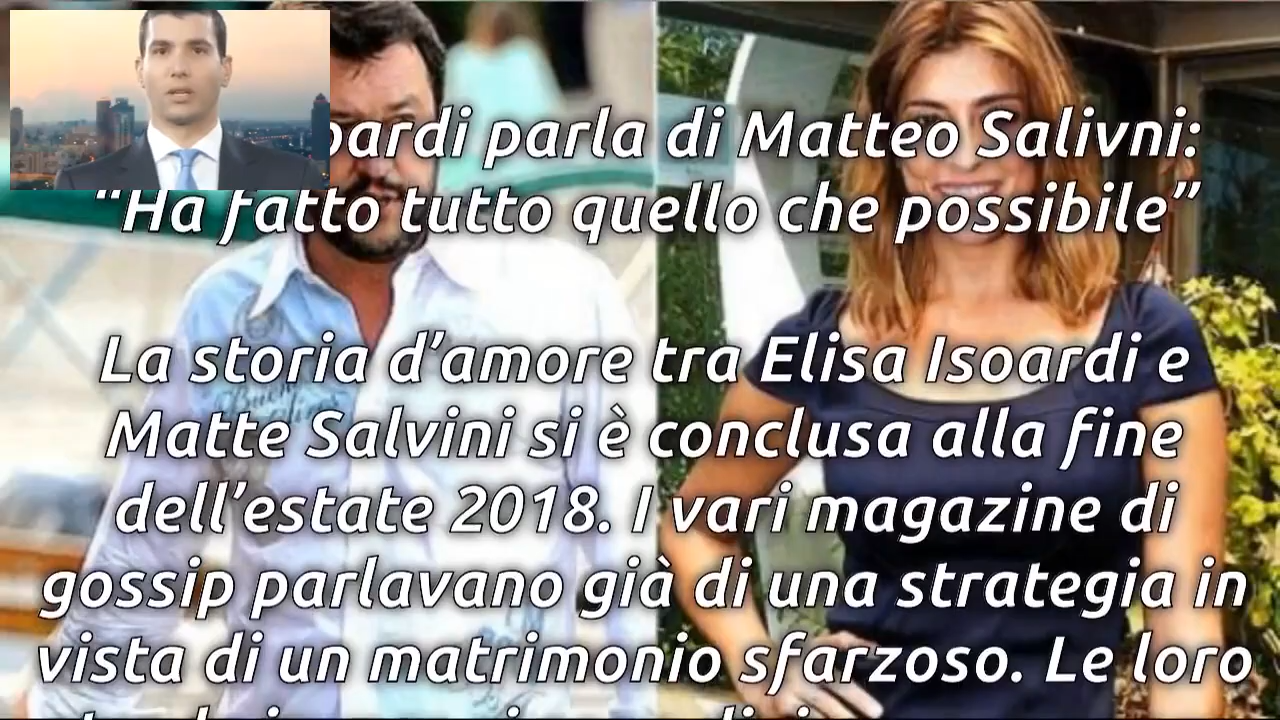 oardi parla di Matteo Salivni:
“Ha fatto tutto quello che possibile”
La storia d’amore tra Elisa Isoardi e
Matte Salvini si è conclusa alla fine
dell’estate 2018. I vari magazine di
gossip parlavano già di una strategia in
vista di un matrimonio sfarzoso. Le loro